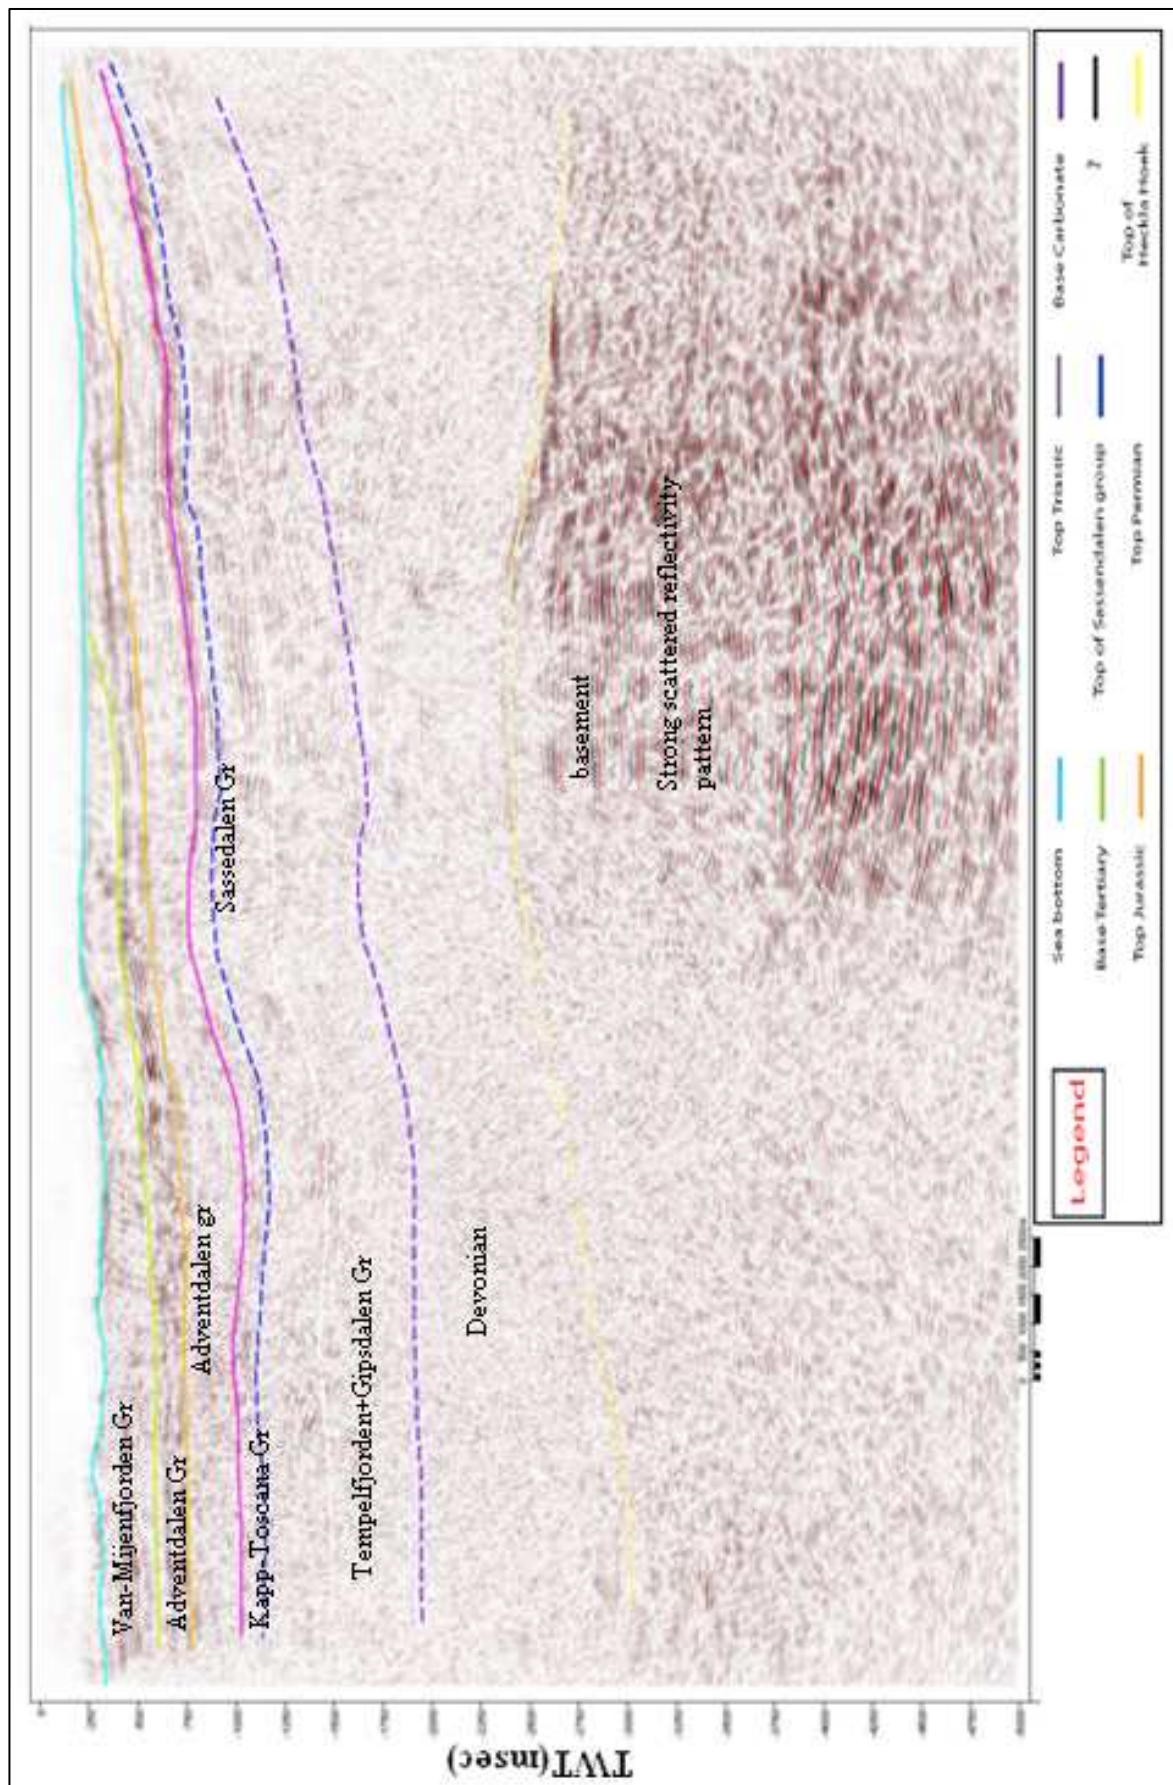 TWT(msec)
Van-Mijenfjorden Gr
Adventdalen Gr
Adventdalen gr
Kapp-Toscana-Gr
Sassedalen Gr
Tempelfjorden+Gipsdalen Gr
Devonian
basement
Strong scattered reflectivity
pattern
Legend
Sea bottom
Base Tertiary
Top Jurassic
Top Triassic
Top of Sassendalen group
Top Permian
Base Carbonate
?
Top of
Heckla Hoek
0